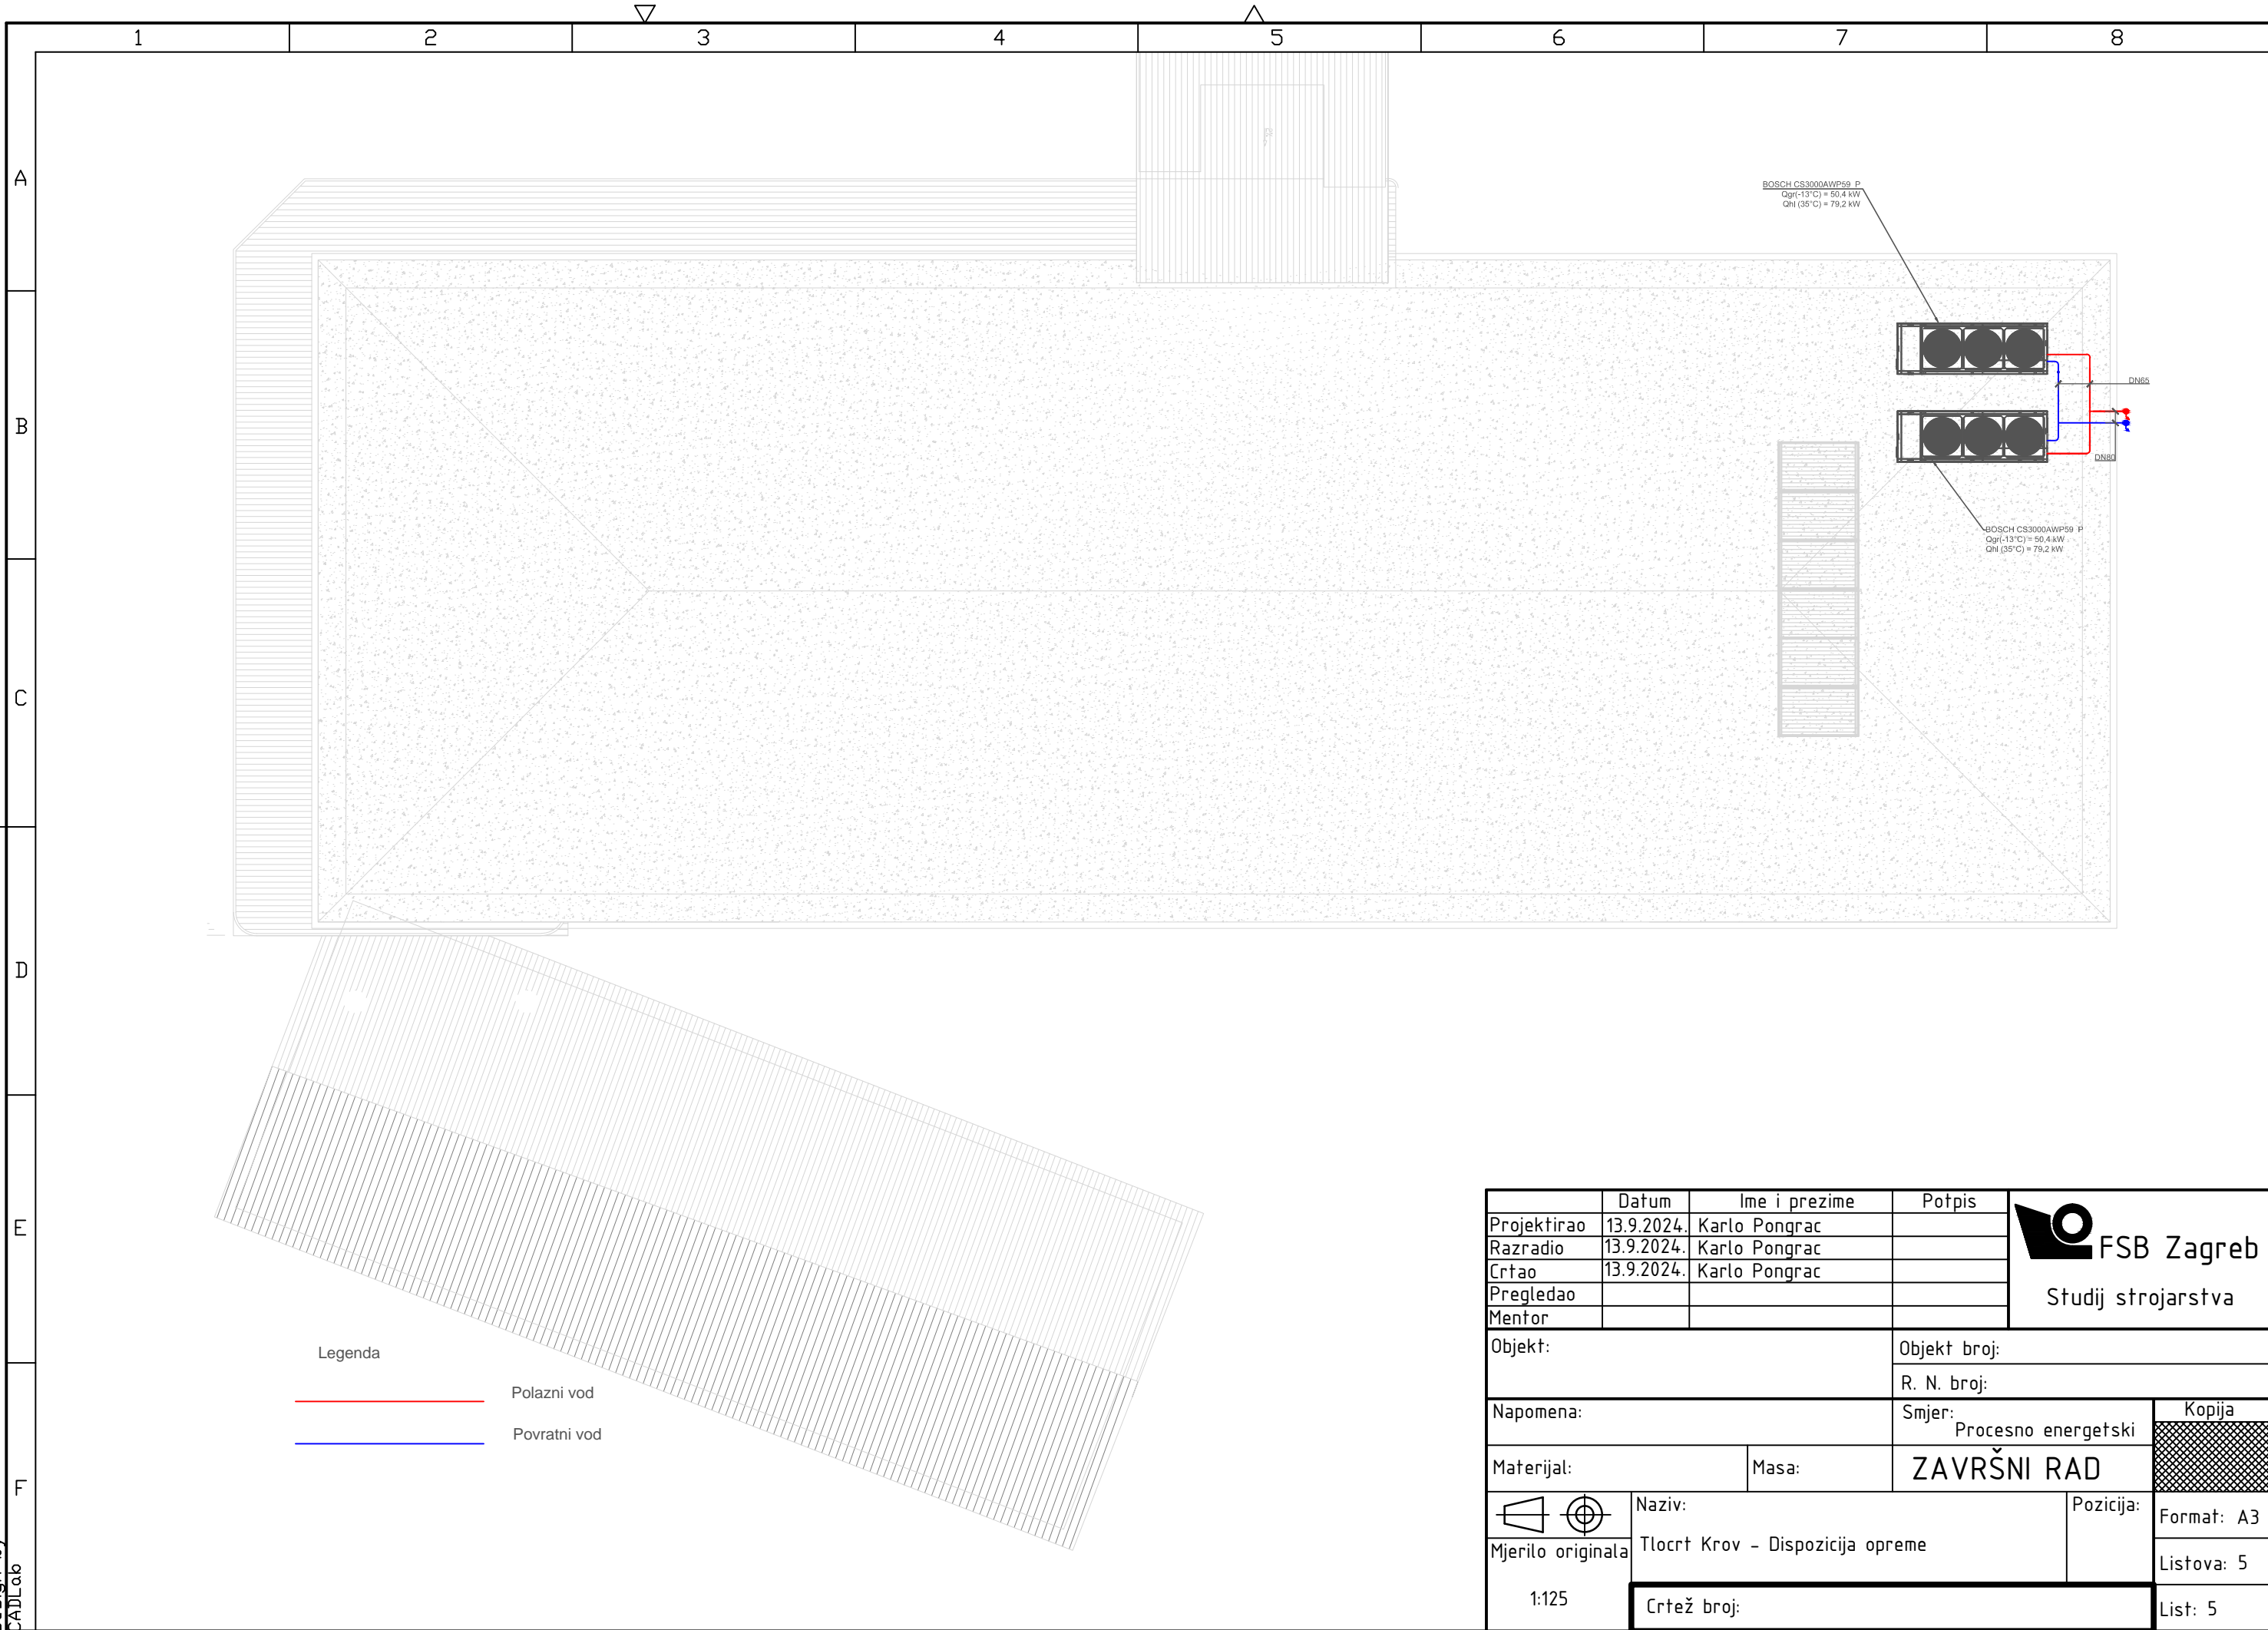 1 2 3 4 5 6 7 8
A
B
C
D
E
F
BOSCH CS3000AWP59 P
Qgr(-13°C) = 50,4 kW
Qhl (35°C) = 79,2 kW
DN65
DN80
BOSCH CS3000AWP59 P
Qgr(-13°C) = 50,4 kW
Qhl (35°C) = 79,2 kW
Legenda
Polazni vod
Povratni vod
Datum Ime i prezime Potpis
Projektirao 13.9.2024. Karlo Pongrac
Razradio 13.9.2024. Karlo Pongrac
Crtao 13.9.2024. Karlo Pongrac
Pregledao
Mentor
FSB Zagreb
Studij strojarstva
Objekt:
Objekt broj:
R. N. broj:
Napomena:
Smjer:
Procesno energetski
Kopija
Materijal:
Masa:
ZAVRŠNI RAD
Naziv:
Tlocrt Krov - Dispozicija opreme
Pozicija:
Format: A3
Mjerilo originala
1:125
Listova: 5
Crtež broj:
List: 5
CADLab